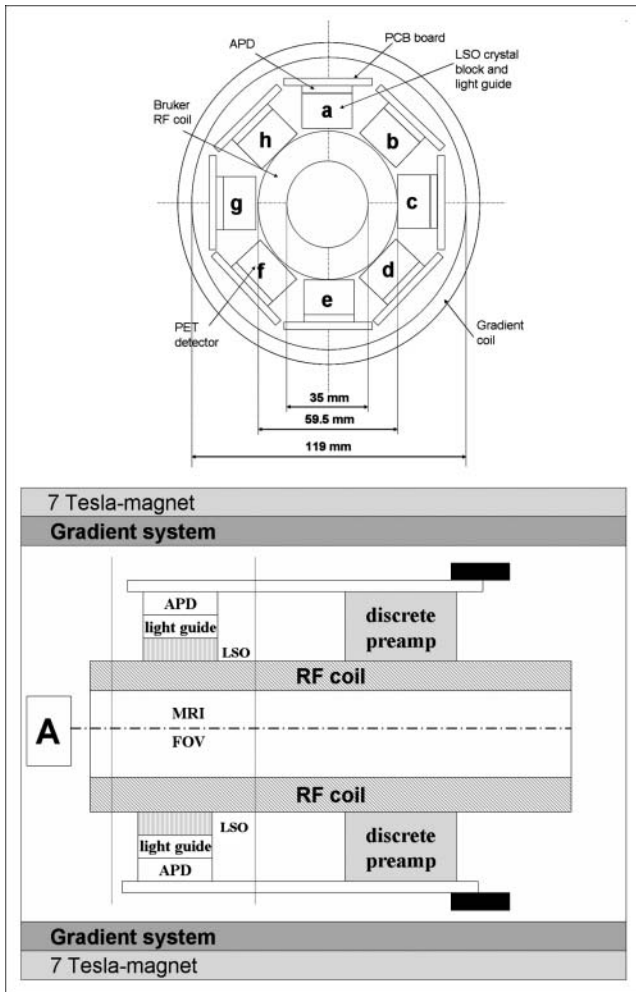 PCB board
APD
LSO crystal
block and
light guide
Bruker
RF coil
a
h
b
g
c
f
d
e
PET
detector
Gradient
coil
35 mm
59.5 mm
119 mm
7 Tesla-magnet
Gradient system
APD
light guide
LSO
discrete
preamp
RF coil
A
MRI
FOV
RF coil
LSO
light guide
APD
discrete
preamp
Gradient system
7 Tesla-magnet